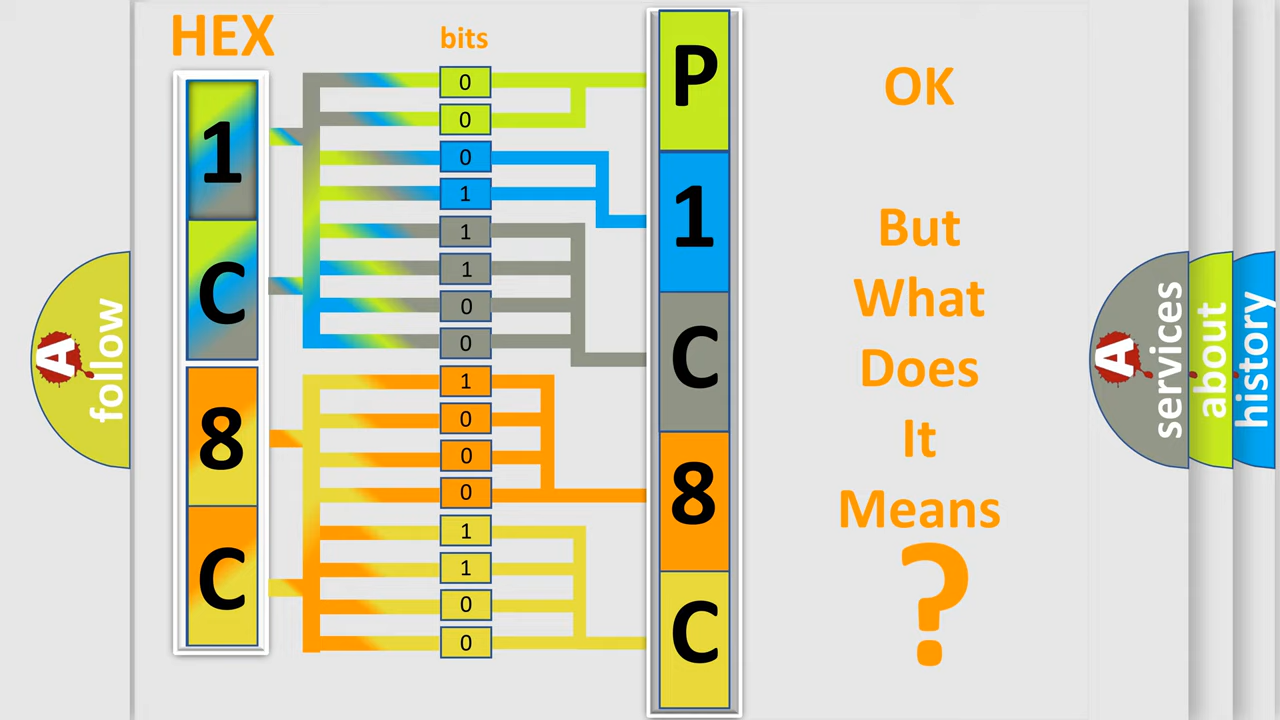 HEX
bits
1
C
8
C
0
0
0
1
1
1
0
0
1
0
0
0
1
1
0
0
P
1
C
8
C
OK
But
What
Does
It
Means
?
A
follow
A
services
about
history